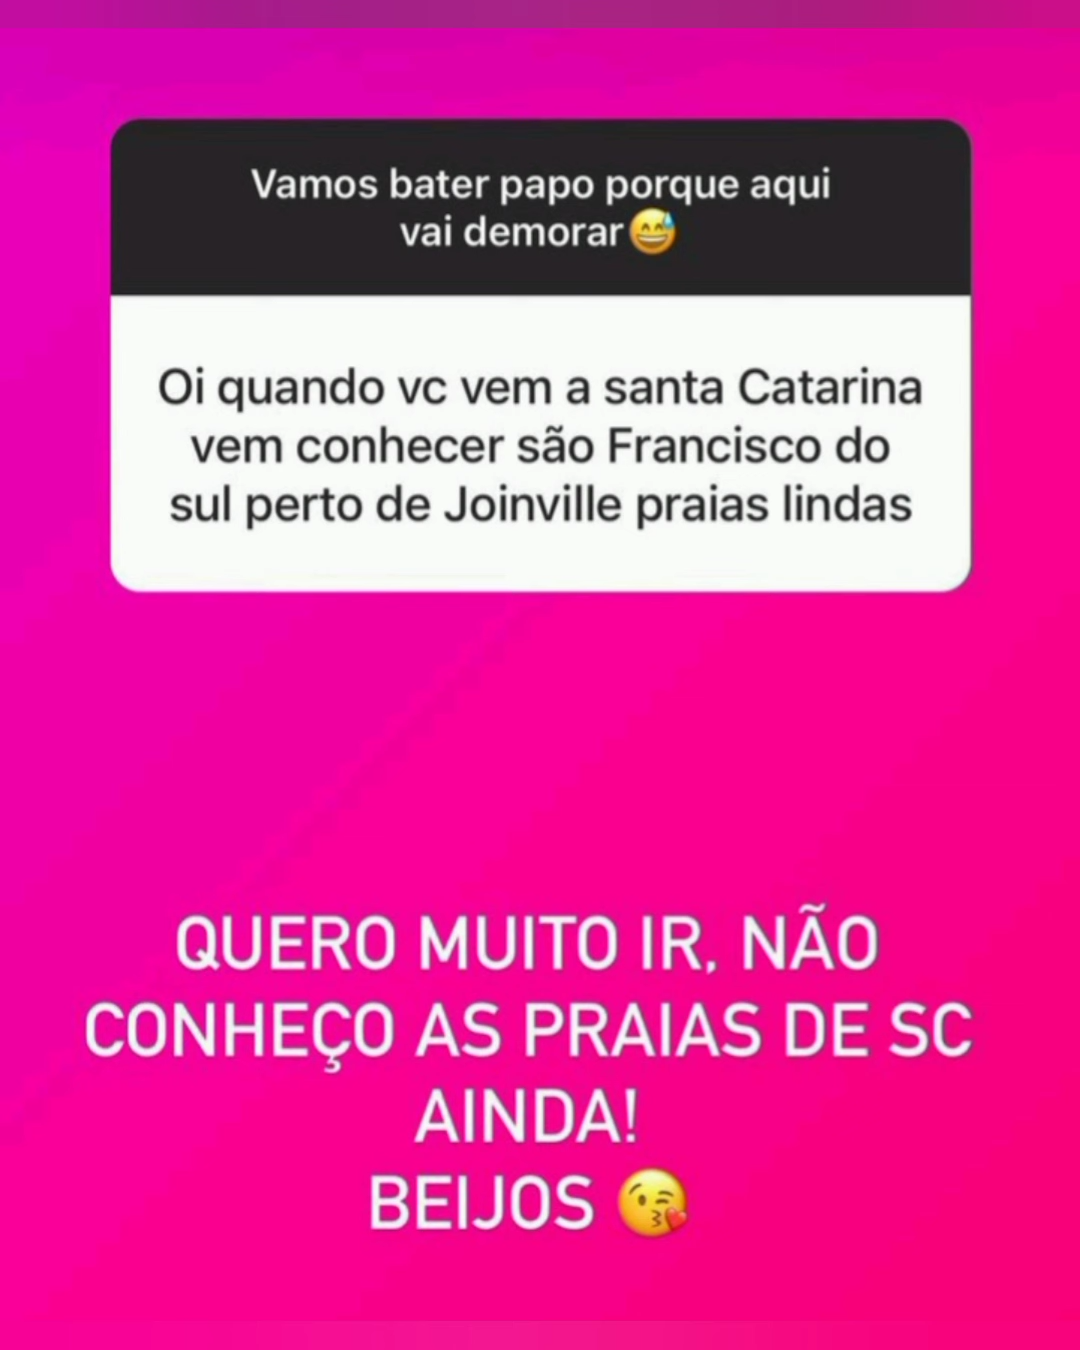 Vamos bater papo porque aqui
vai demorar😅
Oi quando vc vem a santa Catarina
vem conhecer são Francisco do
sul perto de Joinville praias lindas
QUERO MUITO IR, NÃO
CONHEÇO AS PRAIAS DE SC
AINDA!
BEIJOS 😘